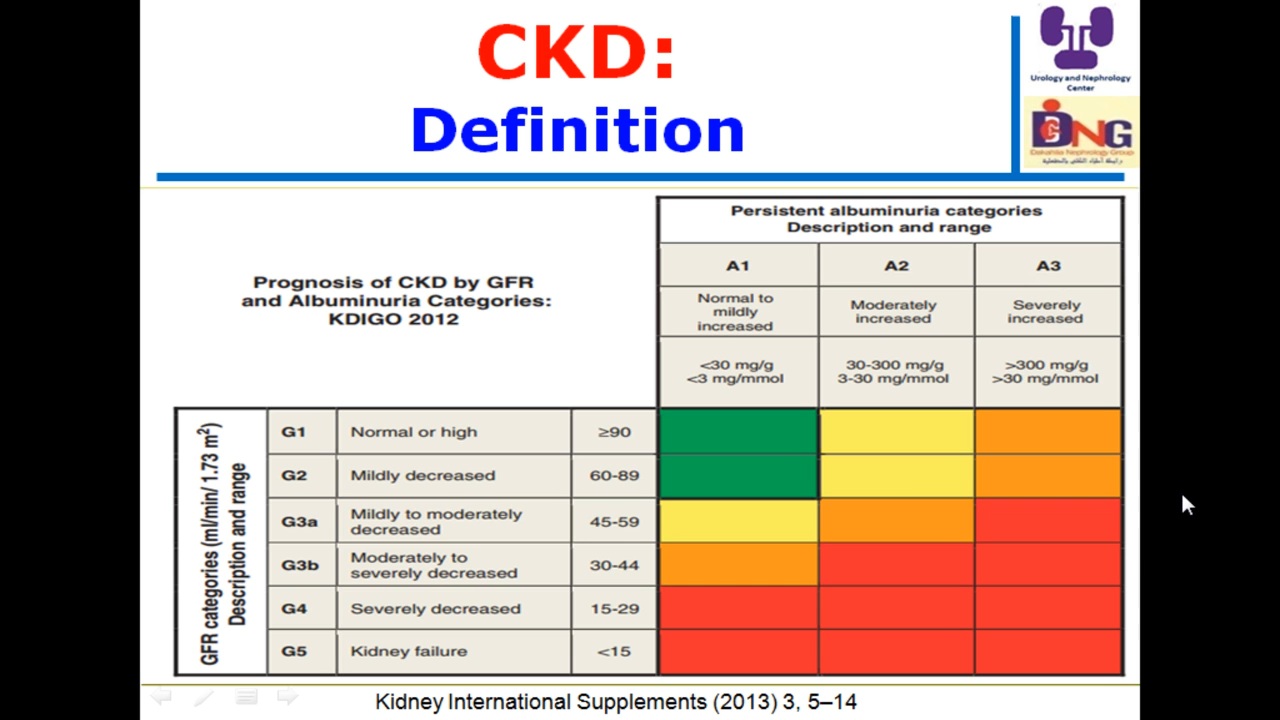 CKD:
Definition
Urology and Nephrology
Center
DNG
Dakahlia Nephrology Group
Persistent albuminuria categories
Description and range
Prognosis of CKD by GFR
and Albuminuria Categories:
KDIGO 2012
A1
A2
A3
Normal to
mildly
increased
Moderately
increased
Severely
increased
<30 mg/g
<3 mg/mmol
30-300 mg/g
3-30 mg/mmol
>300 mg/g
>30 mg/mmol
GFR categories (ml/min/ 1.73 m²)
Description and range
G1
Normal or high
≥90
G2
Mildly decreased
60-89
G3a
Mildly to moderately
decreased
45-59
G3b
Moderately to
severely decreased
30-44
G4
Severely decreased
15-29
G5
Kidney failure
<15
Kidney International Supplements (2013) 3, 5–14